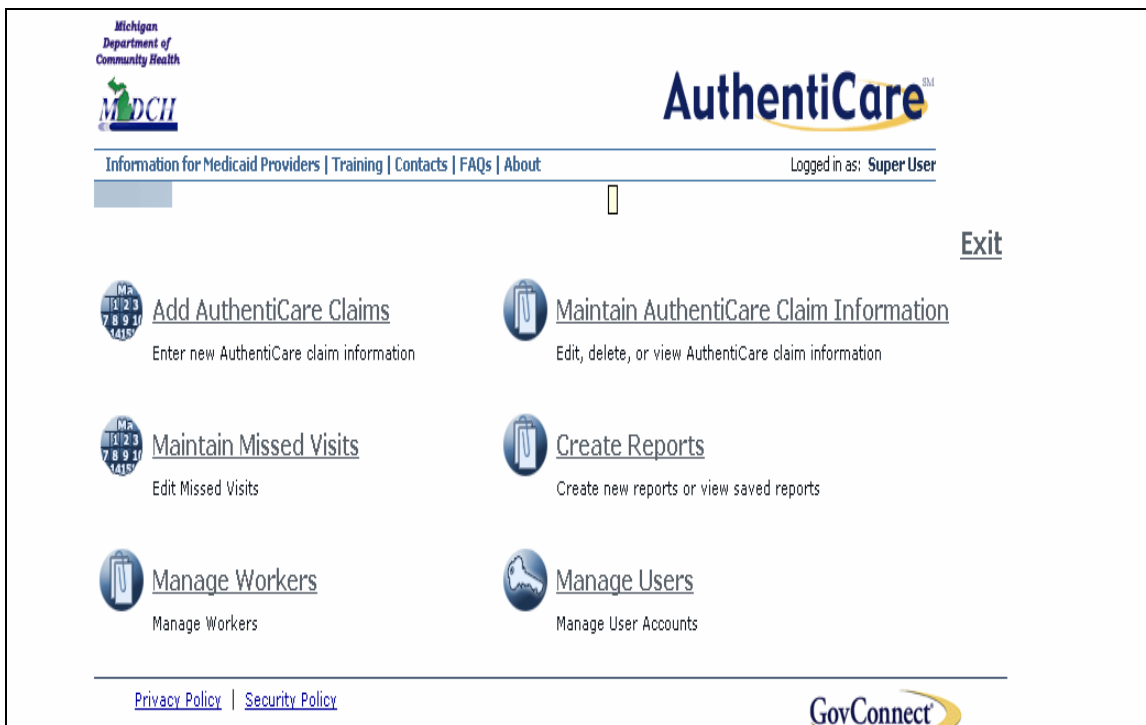 Michigan
Department of
Community Health
MDCH
AuthentiCare SM
Information for Medicaid Providers | Training | Contacts | FAQs | About
Logged in as: Super User
Exit
Add AuthentiCare Claims
Enter new AuthentiCare claim information
Maintain AuthentiCare Claim Information
Edit, delete, or view AuthentiCare claim information
Maintain Missed Visits
Edit Missed Visits
Create Reports
Create new reports or view saved reports
Manage Workers
Manage Workers
Manage Users
Manage User Accounts
Privacy Policy | Security Policy
GovConnect